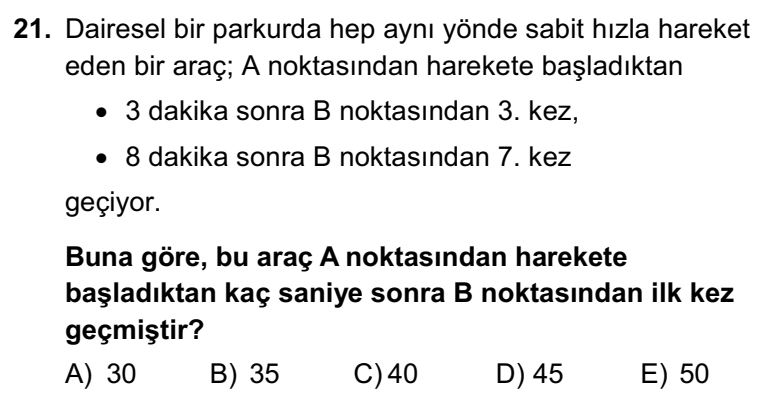 21. Dairesel bir parkurda hep aynı yönde sabit hızla hareket
eden bir araç; A noktasından harekete başladıktan
• 3 dakika sonra B noktasından 3. kez,
• 8 dakika sonra B noktasından 7. kez
geçiyor.
Buna göre, bu araç A noktasından harekete
başladıktan kaç saniye sonra B noktasından ilk kez
geçmiştir?
A) 30 B) 35 C) 40 D) 45 E) 50